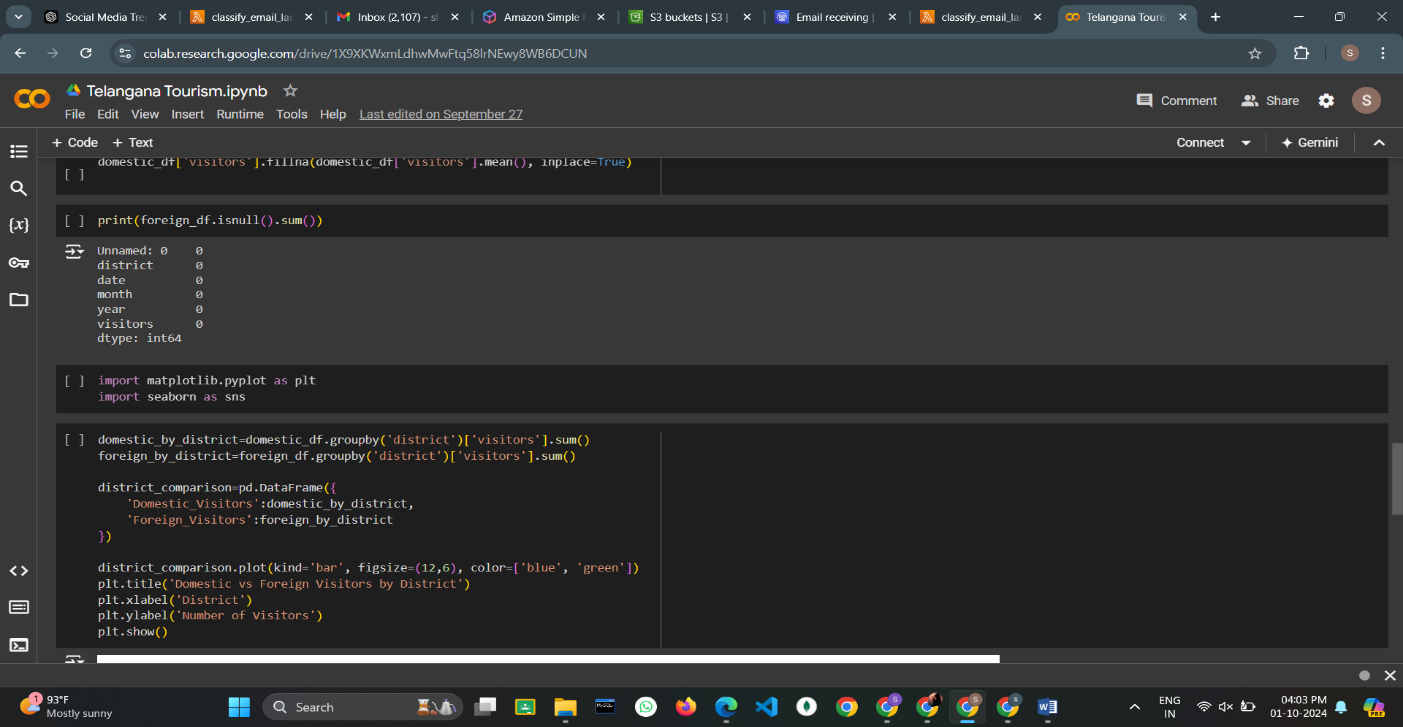 Social Media Tre
classify_email_la
Inbox (2,107) - s
Amazon Simple
S3 buckets | S3 |
Email receiving |
classify_email_la
Telangana Touris
colab.research.google.com/drive/1X9XKWxmLdhwMwFtq58lrNEwy8WB6DCUN
S
Telangana Tourism.ipynb
Comment
Share
S
File Edit View Insert Runtime Tools Help Last edited on September 27
+ Code + Text
Connect
Gemini
domestic_df['visitors'].fillna(domestic_df['visitors'].mean(), inplace=True)
[ ]
[ ] print(foreign_df.isnull().sum())
{x}
Unnamed: 0 0
district 0
date 0
month 0
year 0
visitors 0
dtype: int64
[ ] import matplotlib.pyplot as plt
import seaborn as sns
[ ] domestic_by_district=domestic_df.groupby('district')['visitors'].sum()
foreign_by_district=foreign_df.groupby('district')['visitors'].sum()
district_comparison=pd.DataFrame({
'Domestic_Visitors':domestic_by_district,
'Foreign_Visitors':foreign_by_district
})
district_comparison.plot(kind='bar', figsize=(12,6), color=['blue', 'green'])
plt.title('Domestic vs Foreign Visitors by District')
plt.xlabel('District')
plt.ylabel('Number of Visitors')
plt.show()
1
93°F
Mostly sunny
Search
ENG
IN
04:03 PM
01-10-2024
PRE